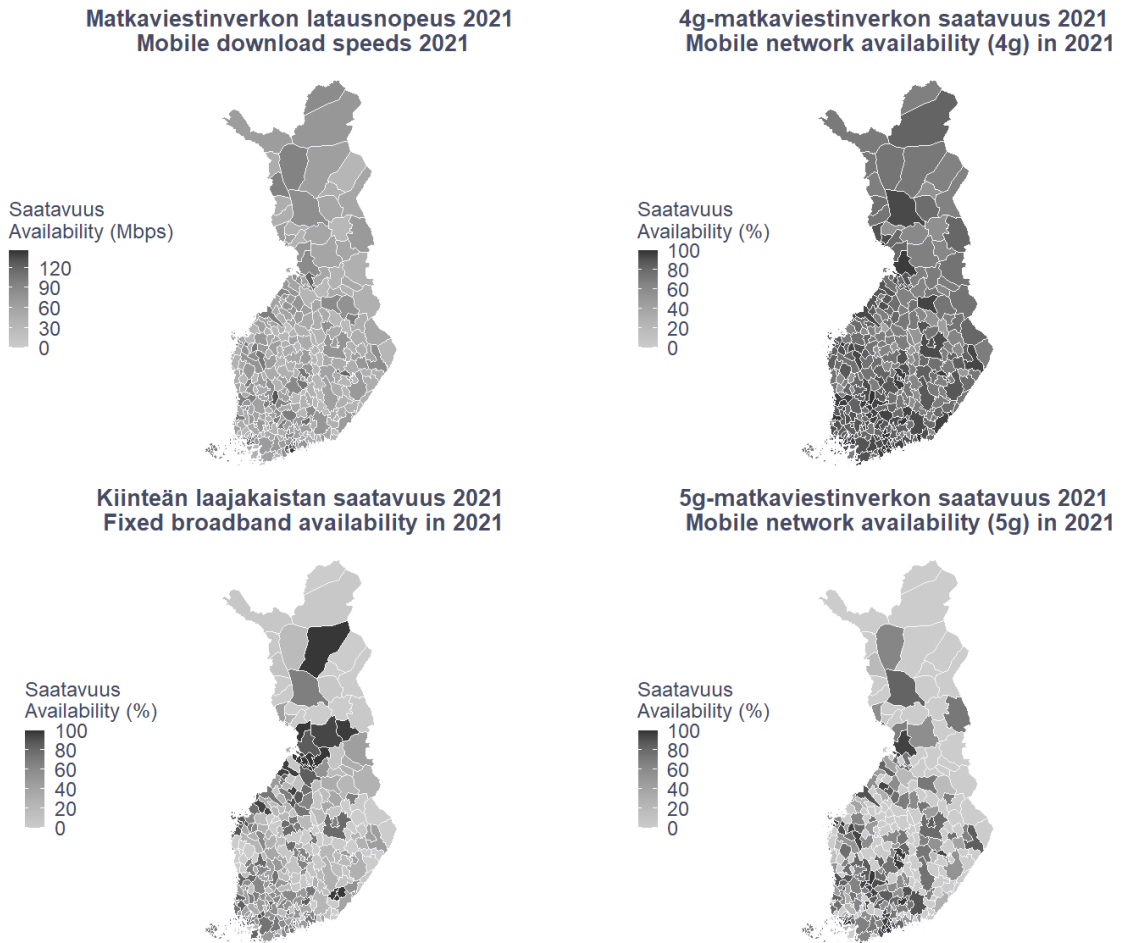 Matkaviestinverkon latausnopeus 2021
Mobile download speeds 2021
Saatavuus
Availability (Mbps)
120
90
60
30
0
4g-matkaviestinverkon saatavuus 2021
Mobile network availability (4g) in 2021
Saatavuus
Availability (%)
100
80
60
40
20
0
Kiinteän laajakaistan saatavuus 2021
Fixed broadband availability in 2021
Saatavuus
Availability (%)
100
80
60
40
20
0
5g-matkaviestinverkon saatavuus 2021
Mobile network availability (5g) in 2021
Saatavuus
Availability (%)
100
80
60
40
20
0